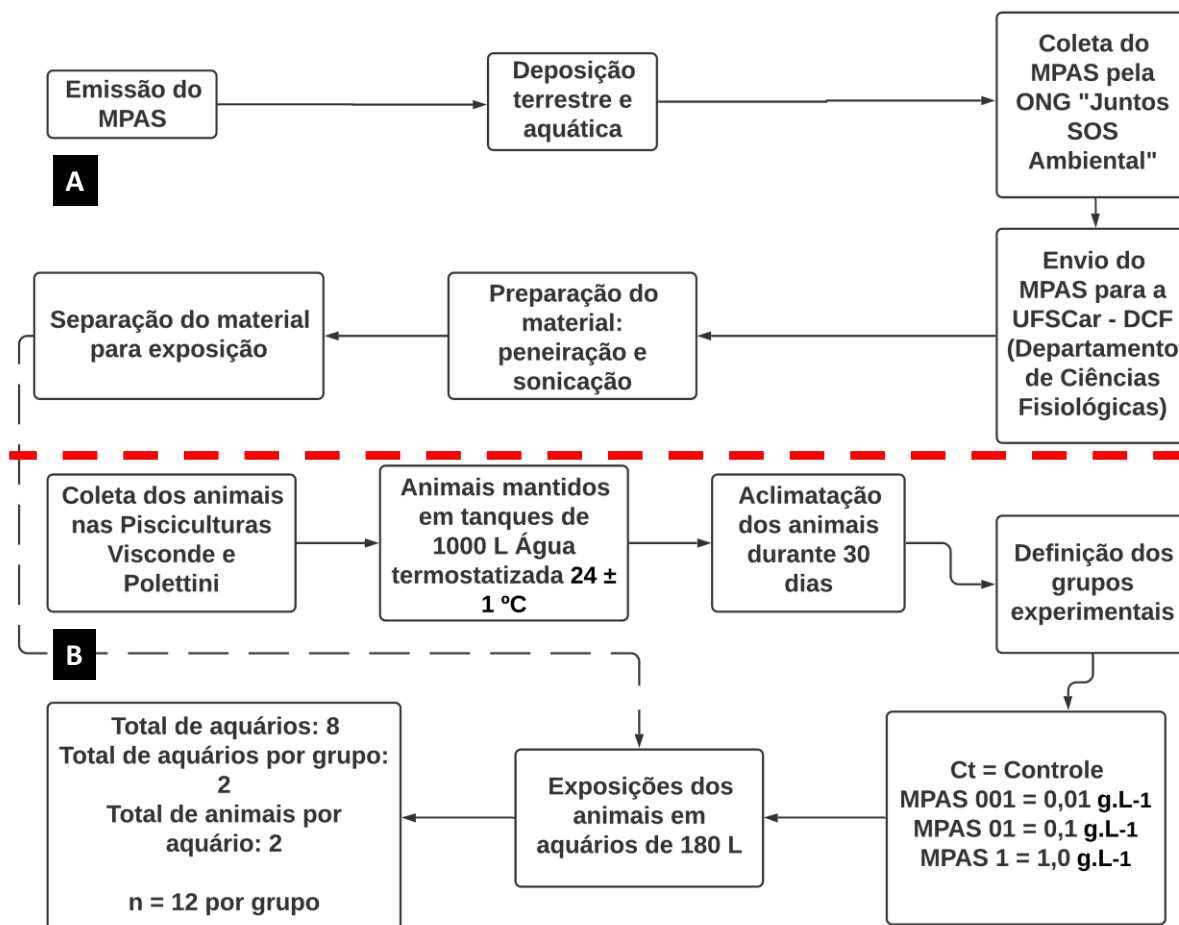 Emissão do
MPAS
Deposição
terrestre e
aquática
Coleta do
MPAS pela
ONG "Juntos
SOS
Ambiental"
A
Envio do
MPAS para a
UFSCar - DCF
(Departamento
de Ciências
Fisiológicas)
Preparação do
material:
peneiração e
sonicação
Separação do material
para exposição
Coleta dos animais
nas Pisciculturas
Visconde e
Polettini
Animais mantidos
em tanques de
1000 L Água
termostatizada 24 ±
1 ºC
Aclimatação
dos animais
durante 30
dias
Definição dos
grupos
experimentais
B
Ct = Controle
MPAS 001 = 0,01 g.L-1
MPAS 01 = 0,1 g.L-1
MPAS 1 = 1,0 g.L-1
Exposições dos
animais em
aquários de 180 L
Total de aquários: 8
Total de aquários por grupo:
2
Total de animais por
aquário: 2
n = 12 por grupo